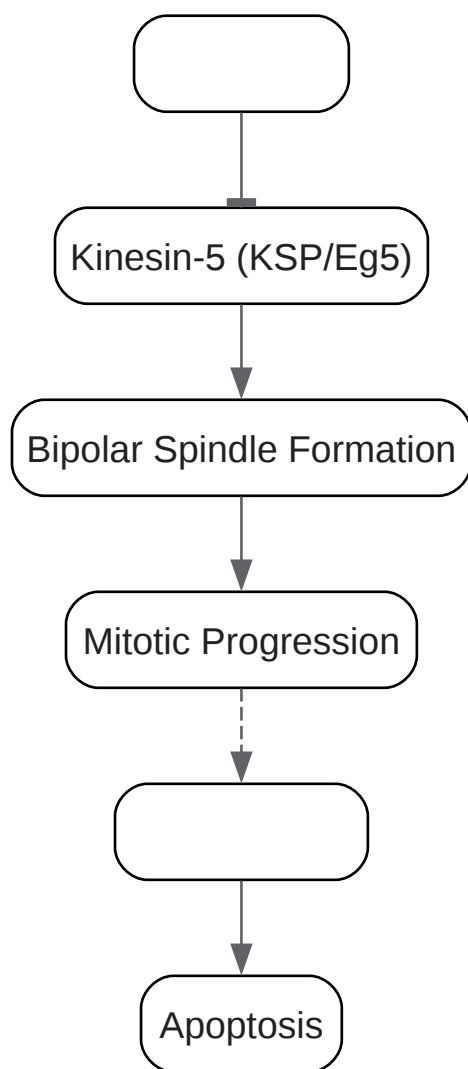 Kinesin-5 (KSP/Eg5)
Bipolar Spindle Formation
Mitotic Progression
Apoptosis